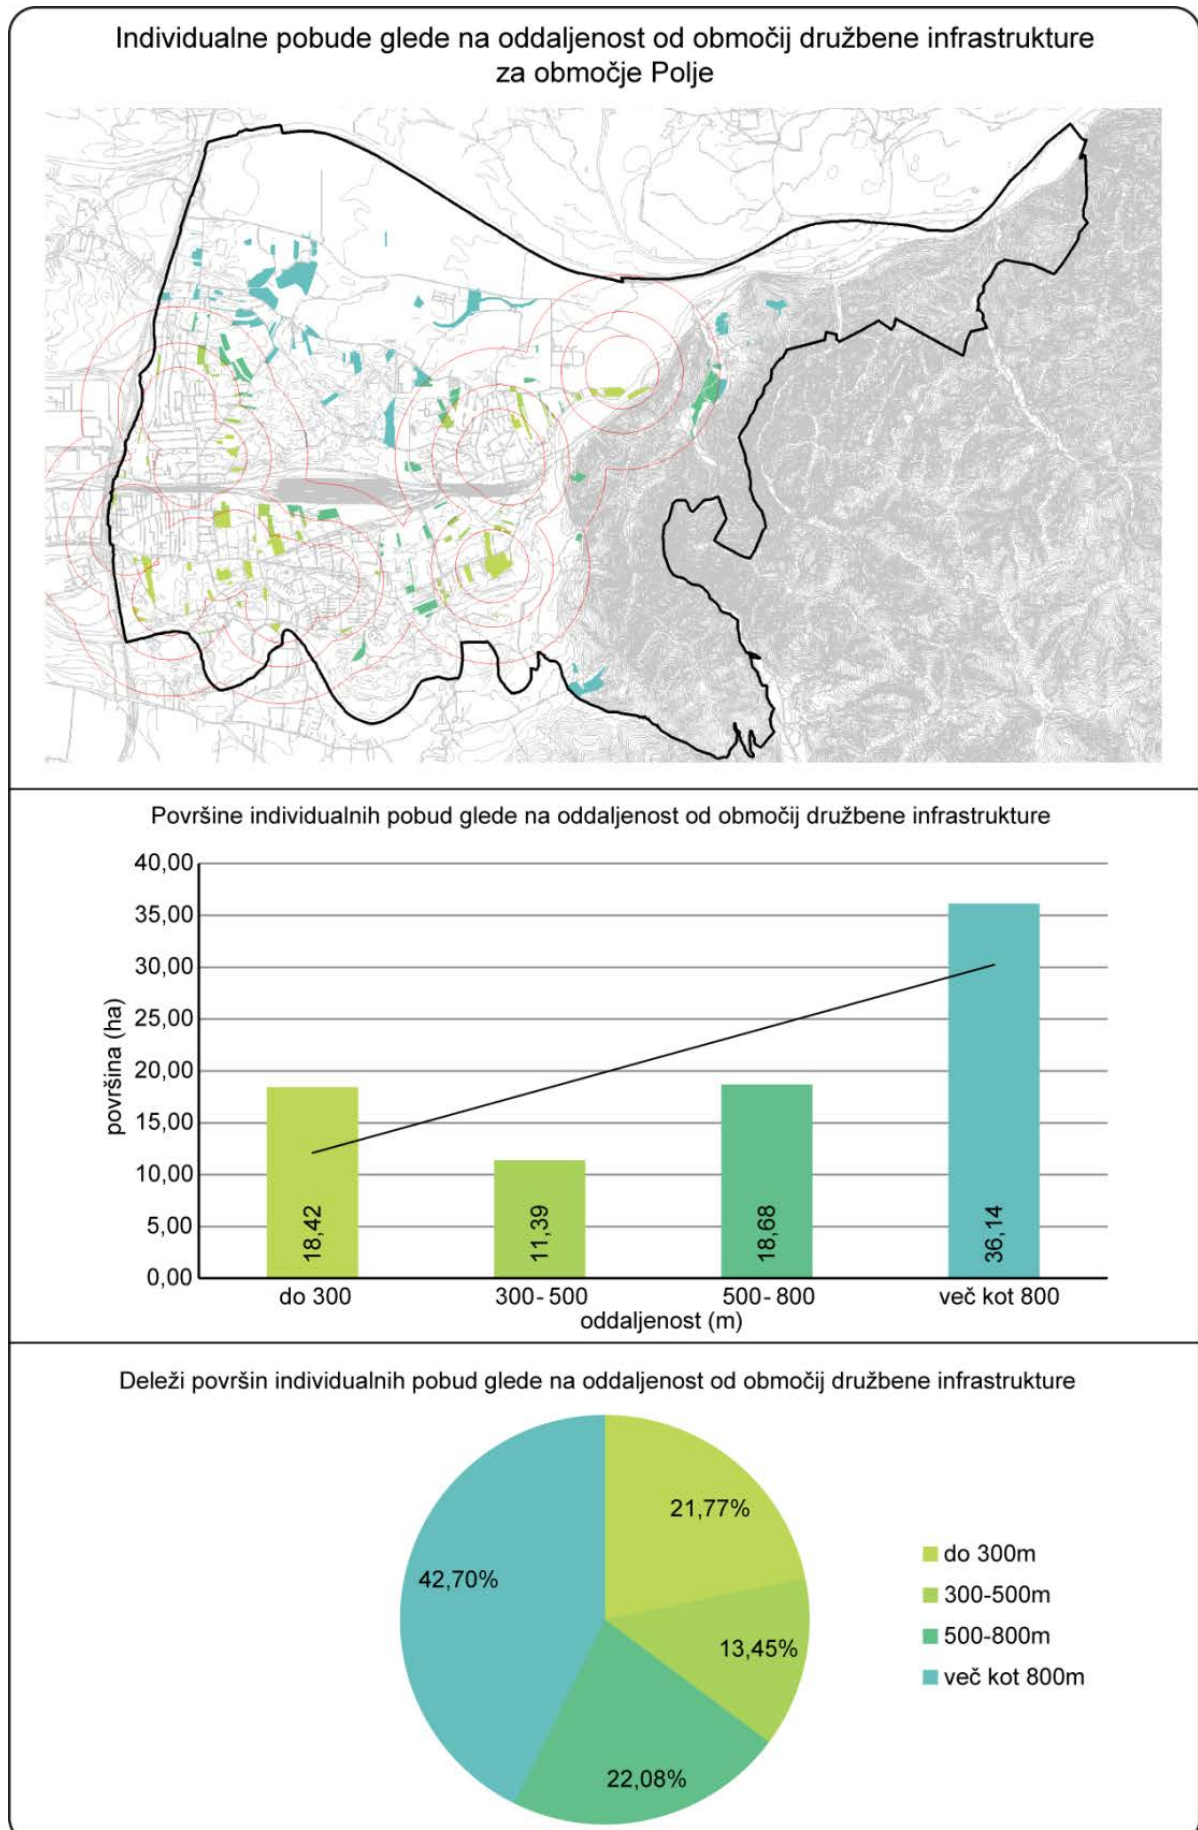 Individualne pobude glede na oddaljenost od območij družbene infrastrukture
za območje Polje
Površine individualnih pobud glede na oddaljenost od območij družbene infrastrukture
40,00
35,00
30,00
25,00
20,00
15,00
10,00
5,00
0,00
površina (ha)
18,42
11,39
18,68
36,14
do 300
300-500
500-800
več kot 800
oddaljenost (m)
Deleži površin individualnih pobud glede na oddaljenost od območij družbene infrastrukture
21,77%
42,70%
13,45%
22,08%
do 300m
300-500m
500-800m
več kot 800m